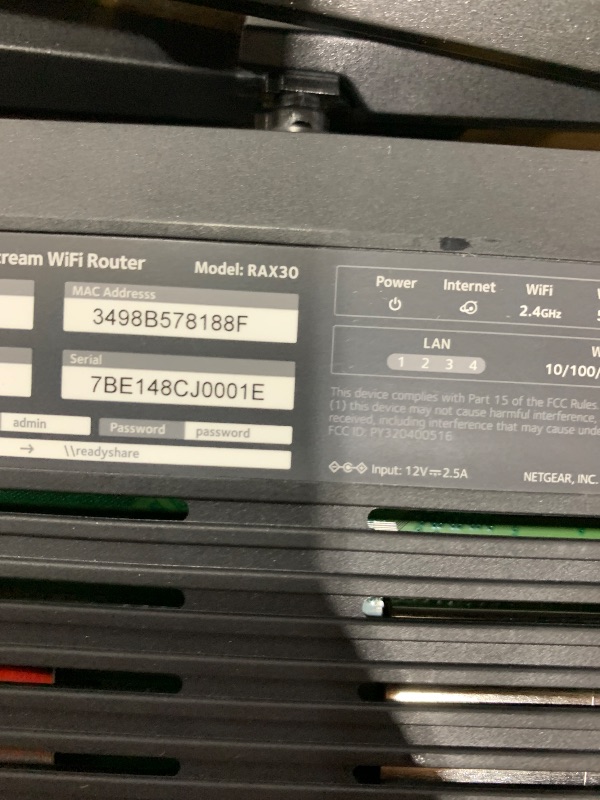 ream WiFi Router
Model: RAX30
MAC Addresss
3498B578188F
Serial
7BE148CJ0001E
admin
Password
password
→ \\readyshare
Power
Internet
WiFi
2.4GHz
LAN
1 2 3 4
10/100/
This device complies with Part 15 of the FCC Rules.
(1) this device may not cause harmful interference,
received, including interference that may cause unde
FCC ID: PY320400516
Input: 12V⎓2.5A
NETGEAR, INC.